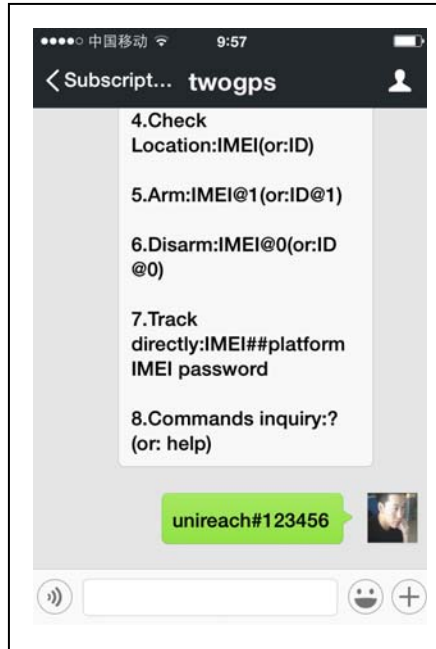 中国移动 9:57
Subscript... twogps
4.Check
Location:IMEI(or:ID)
5.Arm:IMEI@1(or:ID@1)
6.Disarm:IMEI@0(or:ID
@0)
7.Track
directly:IMEI##platform
IMEI password
8.Commands inquiry:?
(or: help)
unireach#123456